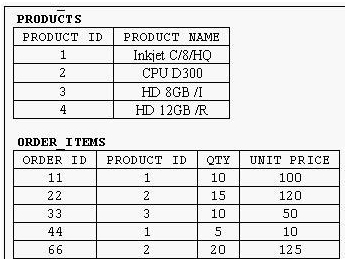 PRODUCTS
PRODUCT ID PRODUCT NAME
1 Inkjet C/8/HQ
2 CPU D300
3 HD 8GB /I
4 HD 12GB /R
ORDER_ITEMS
ORDER ID PRODUCT ID QTY UNIT PRICE
11 1 10 100
22 2 15 120
33 3 10 50
44 1 5 10
66 2 20 125